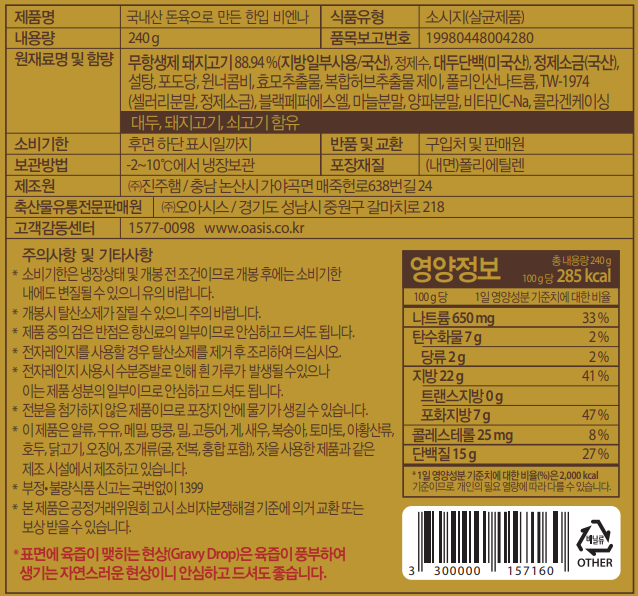 제품명 국내산 돈육으로 만든 한입 비엔나 식품유형 소시지(살균제품)
내용량 240 g 품목보고번호 19980448004280
원재료명 및 함량 무항생제 돼지고기 88.94 %(지방일부사용/국산), 정제수, 대두단백(미국산), 정제소금(국산),
설탕, 포도당, 윈너콤비, 효모추출물, 복합허브추출물 제이, 폴리인산나트륨, TW-1974
(셀러리분말, 정제소금), 블랙페퍼에스엘, 마늘분말, 양파분말, 비타민C-Na, 콜라겐케이싱
대두, 돼지고기, 쇠고기 함유
소비기한 후면 하단 표시일까지 반품 및 교환 구입처 및 판매원
보관방법 -2~10℃에서 냉장보관 포장재질 (내면)폴리에틸렌
제조원 ㈜진주햄 / 충남 논산시 가야곡면 매죽헌로638번길 24
축산물유통전문판매원 ㈜오아시스 / 경기도 성남시 중원구 갈마치로 218
고객감동센터 1577-0098 www.oasis.co.kr
주의사항 및 기타사항
* 소비기한은 냉장상태 및 개봉 전 조건이므로 개봉 후에는 소비기한
내에도 변질될 수 있으니 유의 바랍니다.
* 개봉시 탈산소제가 잘릴 수 있으니 주의 바랍니다.
* 제품 중의 검은 반점은 향신료의 일부이므로 안심하고 드셔도 됩니다.
* 전자레인지를 사용할 경우 탈산소제를 제거 후 조리하여 드십시오.
* 전자레인지 사용시 수분증발로 인해 흰 가루가 발생될 수 있으나
이는 제품 성분의 일부이므로 안심하고 드셔도 됩니다.
* 전분을 첨가하지 않은 제품이므로 포장지 안에 물기가 생길 수 있습니다.
* 이 제품은 알류, 우유, 메밀, 땅콩, 밀, 고등어, 게, 새우, 복숭아, 토마토, 아황산류,
호두, 닭고기, 오징어, 조개류(굴, 전복, 홍합 포함), 잣을 사용한 제품과 같은
제조 시설에서 제조하고 있습니다.
* 부정•불량식품 신고는 국번없이 1399
* 본 제품은 공정거래위원회 고시 소비자분쟁해결 기준에 의거 교환 또는
보상 받을 수 있습니다.
* 표면에 육즙이 맺히는 현상(Gravy Drop)은 육즙이 풍부하여
생기는 자연스러운 현상이니 안심하고 드셔도 좋습니다.
영양정보 총 내용량 240 g
100 g 당 285 kcal
100 g 당 1일 영양성분 기준치에 대한 비율
나트륨 650 mg 33 %
탄수화물 7 g 2 %
당류 2 g 2 %
지방 22 g 41 %
트랜스지방 0 g
포화지방 7 g 47 %
콜레스테롤 25 mg 8 %
단백질 15 g 27 %
* 1일 영양성분 기준치에 대한 비율(%)은 2,000 kcal
기준이므로 개인의 필요 열량에 따라 다를 수 있습니다.
3 300000 157160
비닐류
OTHER